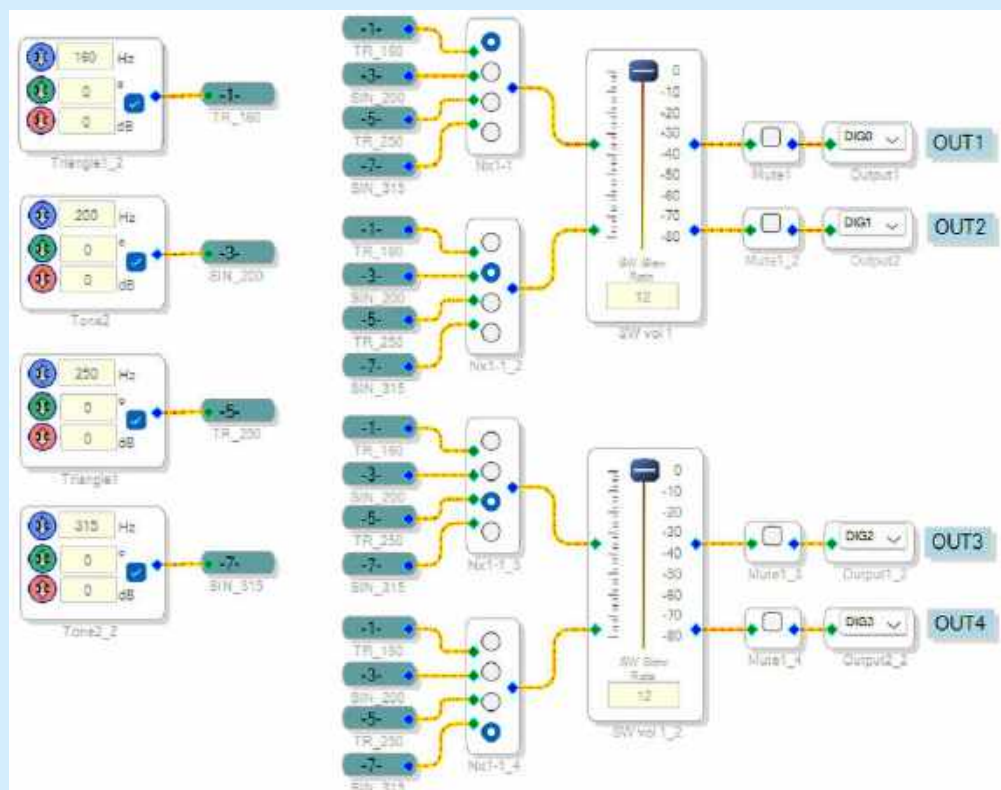 160 Hz
0 °
0 dB
Triangle1_2
-1-
TR_160
200 Hz
0 °
0 dB
Tone2
-3-
SIN_200
250 Hz
0 °
0 dB
Triangle1
-5-
TR_250
315 Hz
0 °
0 dB
Tone2_2
-7-
SIN_315
-1-
TR_160
-3-
SIN_200
-5-
TR_250
-7-
SIN_315
Nx1-1
-1-
TR_160
-3-
SIN_200
-5-
TR_250
-7-
SIN_315
Nx1-1_2
0
-10
-20
-30
-40
-50
-60
-70
-80
SW Slew
Rate
12
SW vol 1
Mute1
DIG0
Output1
OUT1
Mute1_2
DIG1
Output2
OUT2
-1-
TR_160
-3-
SIN_200
-5-
TR_250
-7-
SIN_315
Nx1-1_3
-1-
TR_160
-3-
SIN_200
-5-
TR_250
-7-
SIN_315
Nx1-1_4
0
-10
-20
-30
-40
-50
-60
-70
-80
SW Slew
Rate
12
SW vol 1_2
Mute1_3
DIG2
OUT3
Mute1_4
DIG3
Output2_2
OUT4